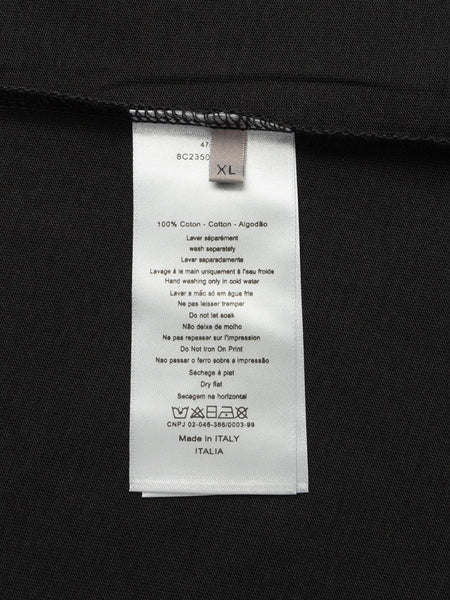 47
8C2350
XL
100% Coton - Cotton - Algodão
Laver séparément
wash separately
Lavar separadamente
Lavage à la main uniquement à l'eau froide
Hand washing only in cold water
Lavar a mão só em água fria
Ne pas laisser tremper
Do not let soak
Não deixe de molho
Ne pas repasser sur l'impression
Do Not Iron On Print
Nao passar o ferro sobre a impressão
Séchage à plat
Dry flat
Secagem na horizontal
CNPJ 02-046-366/0003-99
Made in ITALY
ITALIA